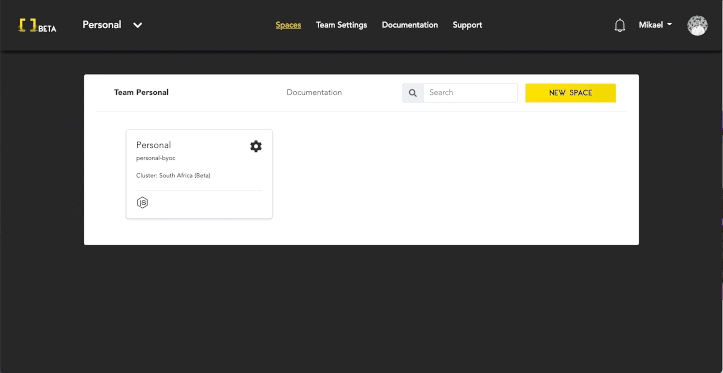 [ ] BETA
Personal
Spaces
Team Settings
Documentation
Support
Mikael
Team Personal
Documentation
Search
NEW SPACE
Personal
personal-byoc
Cluster: South Africa (Beta)
JS